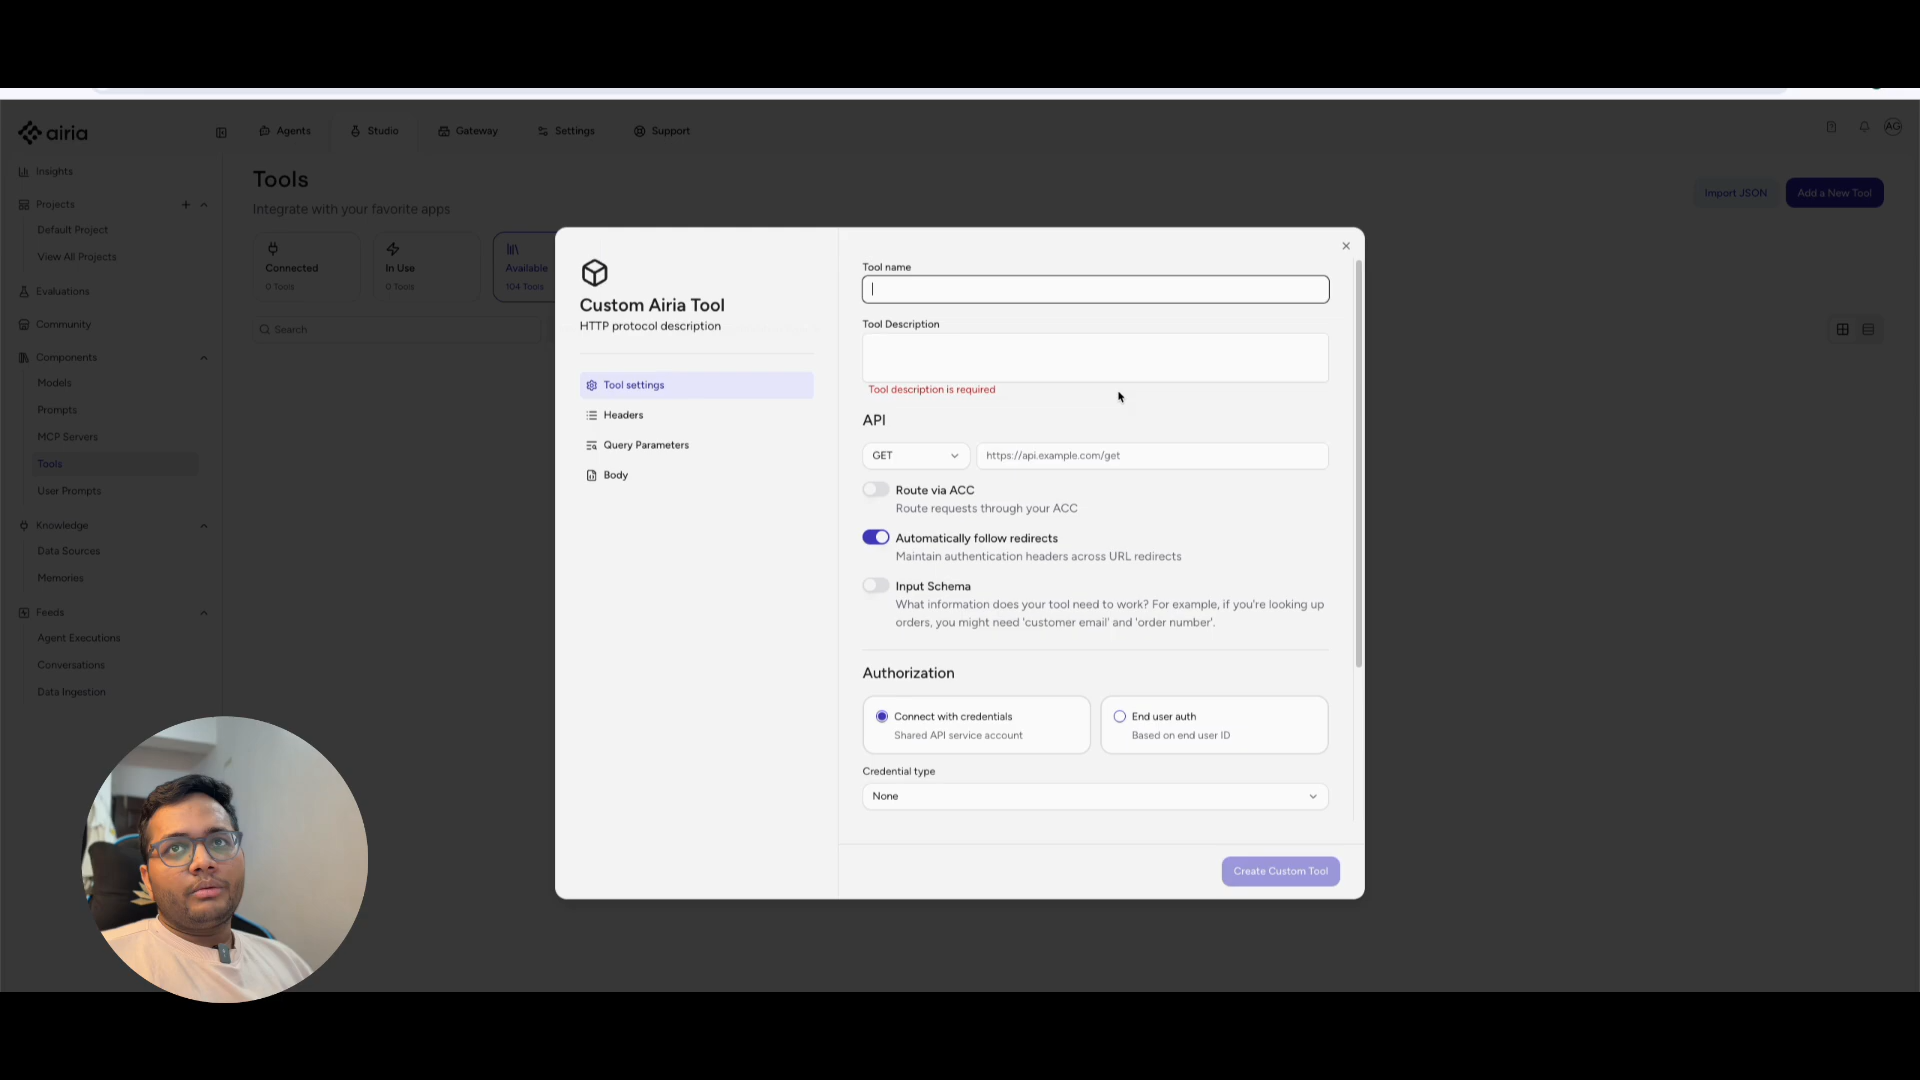 airia
Agents
Studio
Gateway
Settings
Support
AG
Insights
Projects
Default Project
View All Projects
Evaluations
Community
Components
Models
Prompts
MCP Servers
Tools
User Prompts
Knowledge
Data Sources
Memories
Feeds
Agent Executions
Conversations
Data Ingestion
Tools
Integrate with your favorite apps
Import JSON
Add a New Tool
Connected
0 Tools
In Use
0 Tools
Available
104 Tools
Search
Custom Airia Tool
HTTP protocol description
Tool settings
Headers
Query Parameters
Body
Tool name
Tool Description
Tool description is required
API
GET
https://api.example.com/get
Route via ACC
Route requests through your ACC
Automatically follow redirects
Maintain authentication headers across URL redirects
Input Schema
What information does your tool need to work? For example, if you're looking up
orders, you might need 'customer email' and 'order number'.
Authorization
Connect with credentials
Shared API service account
End user auth
Based on end user ID
Credential type
None
Create Custom Tool